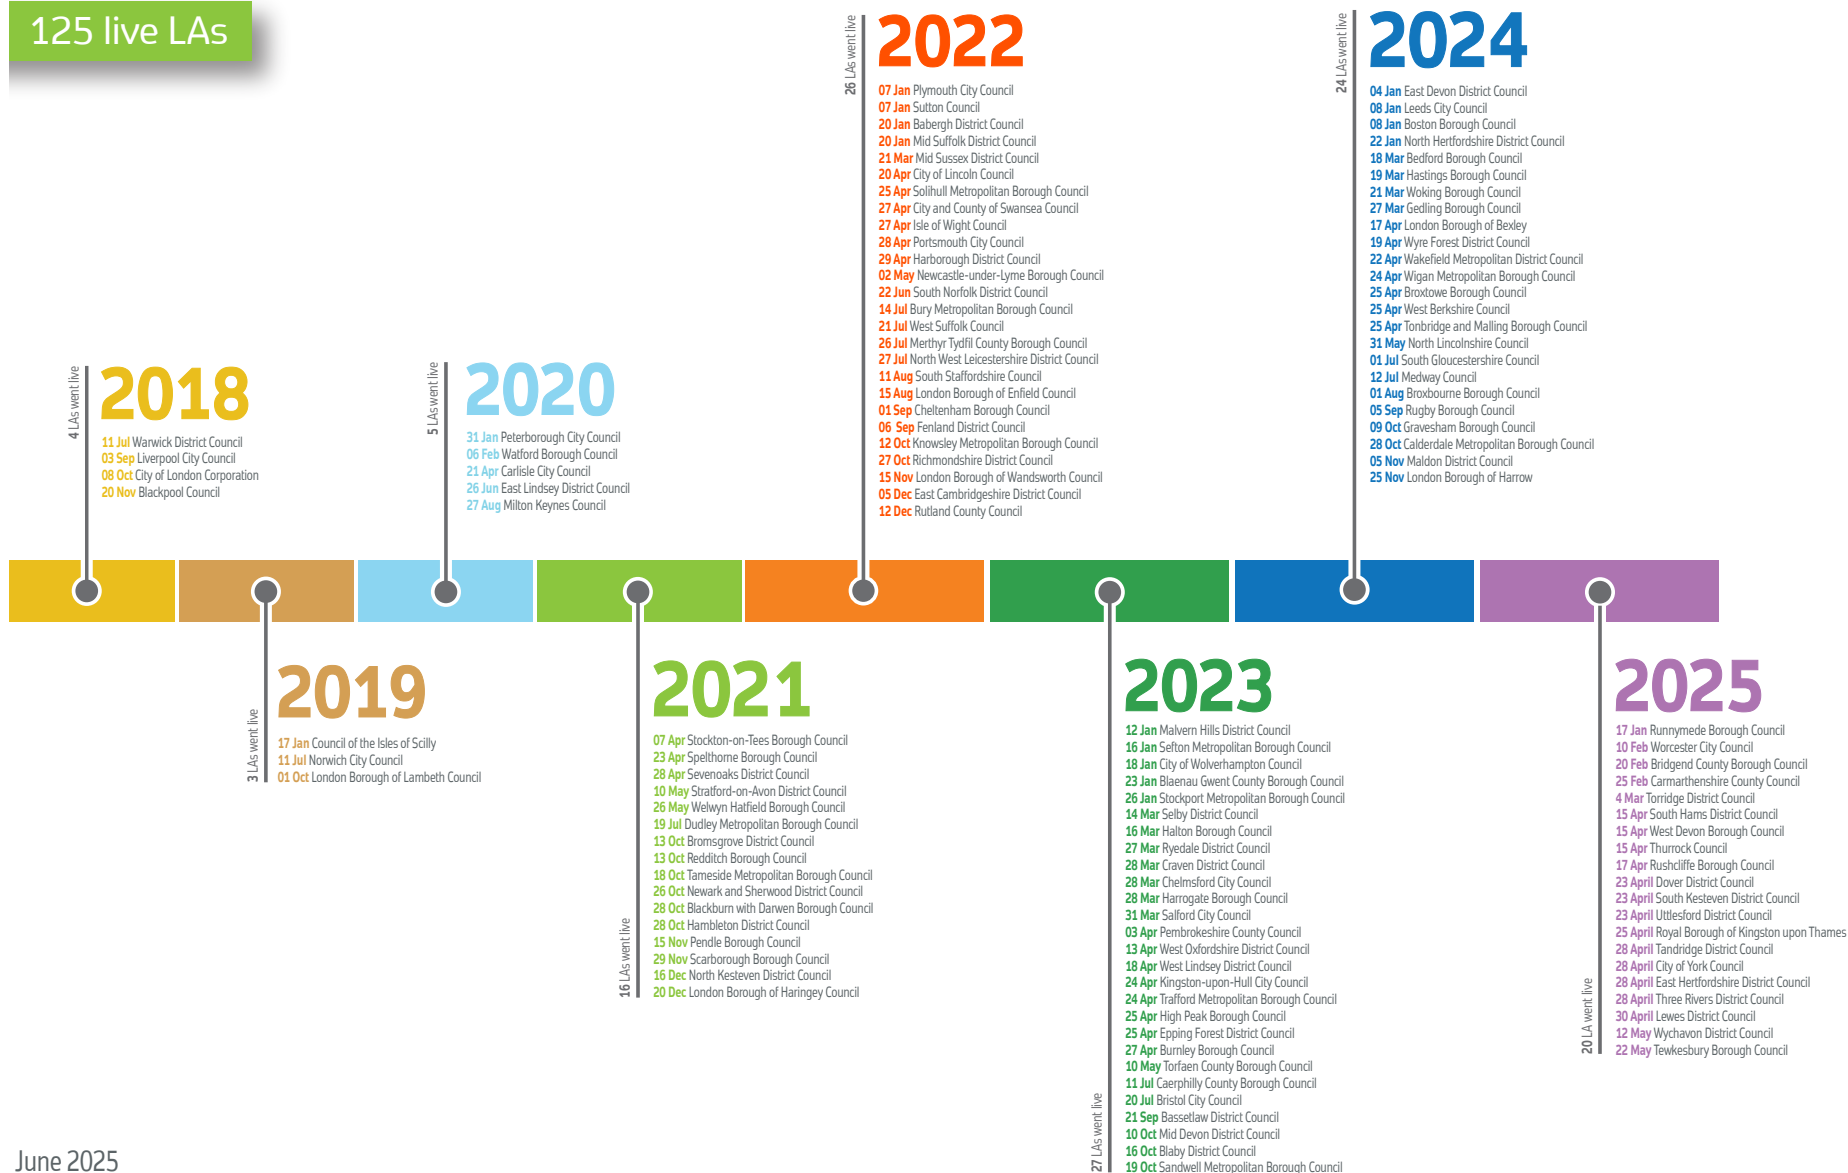 125 live LAs
4 LAs went live
2018
11 Jul Warwick District Council
03 Sep Liverpool City Council
08 Oct City of London Corporation
20 Nov Blackpool Council
3 LAs went live
2019
17 Jan Council of the Isles of Scilly
11 Jul Norwich City Council
01 Oct London Borough of Lambeth Council
5 LAs went live
2020
31 Jan Peterborough City Council
06 Feb Watford Borough Council
21 Apr Carlisle City Council
26 Jun East Lindsey District Council
27 Aug Milton Keynes Council
16 LAs went live
2021
07 Apr Stockton-on-Tees Borough Council
23 Apr Spelthorne Borough Council
28 Apr Sevenoaks District Council
10 May Stratford-on-Avon District Council
26 May Welwyn Hatfield Borough Council
19 Jul Dudley Metropolitan Borough Council
13 Oct Bromsgrove District Council
13 Oct Redditch Borough Council
18 Oct Tameside Metropolitan Borough Council
26 Oct Newark and Sherwood District Council
28 Oct Blackburn with Darwen Borough Council
28 Oct Hambleton District Council
15 Nov Pendle Borough Council
29 Nov Scarborough Borough Council
16 Dec North Kesteven District Council
20 Dec London Borough of Haringey Council
26 LAs went live
2022
07 Jan Plymouth City Council
07 Jan Sutton Council
20 Jan Babergh District Council
20 Jan Mid Suffolk District Council
21 Mar Mid Sussex District Council
20 Apr City of Lincoln Council
25 Apr Solihull Metropolitan Borough Council
27 Apr City and County of Swansea Council
27 Apr Isle of Wight Council
28 Apr Portsmouth City Council
29 Apr Harborough District Council
02 May Newcastle-under-Lyme Borough Council
22 Jun South Norfolk District Council
14 Jul Bury Metropolitan Borough Council
21 Jul West Suffolk Council
26 Jul Merthyr Tydfil County Borough Council
27 Jul North West Leicestershire District Council
11 Aug South Staffordshire Council
15 Aug London Borough of Enfield Council
01 Sep Cheltenham Borough Council
06 Sep Fenland District Council
12 Oct Knowsley Metropolitan Borough Council
27 Oct Richmondshire District Council
15 Nov London Borough of Wandsworth Council
05 Dec East Cambridgeshire District Council
12 Dec Rutland County Council
27 LAs went live
2023
12 Jan Malvern Hills District Council
16 Jan Sefton Metropolitan Borough Council
18 Jan City of Wolverhampton Council
23 Jan Blaenau Gwent County Borough Council
26 Jan Stockport Metropolitan Borough Council
14 Mar Selby District Council
16 Mar Halton Borough Council
27 Mar Ryedale District Council
28 Mar Craven District Council
28 Mar Chelmsford City Council
28 Mar Harrogate Borough Council
31 Mar Salford City Council
03 Apr Pembrokeshire County Council
13 Apr West Oxfordshire District Council
18 Apr West Lindsey District Council
24 Apr Kingston-upon-Hull City Council
24 Apr Trafford Metropolitan Borough Council
25 Apr High Peak Borough Council
25 Apr Epping Forest District Council
27 Apr Burnley Borough Council
10 May Torfaen County Borough Council
11 Jul Caerphilly County Borough Council
20 Jul Bristol City Council
21 Sep Bassetlaw District Council
10 Oct Mid Devon District Council
16 Oct Blaby District Council
19 Oct Sandwell Metropolitan Borough Council
24 LAs went live
2024
04 Jan East Devon District Council
08 Jan Leeds City Council
08 Jan Boston Borough Council
22 Jan North Hertfordshire District Council
18 Mar Bedford Borough Council
19 Mar Hastings Borough Council
21 Mar Woking Borough Council
27 Mar Gedling Borough Council
17 Apr London Borough of Bexley
19 Apr Wyre Forest District Council
22 Apr Wakefield Metropolitan District Council
24 Apr Wigan Metropolitan Borough Council
25 Apr Broxtowe Borough Council
25 Apr West Berkshire Council
25 Apr Tonbridge and Malling Borough Council
31 May North Lincolnshire Council
01 Jul South Gloucestershire Council
12 Jul Medway Council
01 Aug Broxbourne Borough Council
05 Sep Rugby Borough Council
09 Oct Gravesham Borough Council
28 Oct Calderdale Metropolitan Borough Council
05 Nov Maldon District Council
25 Nov London Borough of Harrow
20 LA went live
2025
17 Jan Runnymede Borough Council
10 Feb Worcester City Council
20 Feb Bridgend County Borough Council
25 Feb Carmarthenshire County Council
4 Mar Torridge District Council
15 Apr South Hams District Council
15 Apr West Devon Borough Council
15 Apr Thurrock Council
17 Apr Rushcliffe Borough Council
23 April Dover District Council
23 April South Kesteven District Council
23 April Uttlesford District Council
25 April Royal Borough of Kingston upon Thames
28 April Tandridge District Council
28 April City of York Council
28 April East Hertfordshire District Council
28 April Three Rivers District Council
30 April Lewes District Council
12 May Wychavon District Council
22 May Tewkesbury Borough Council
June 2025